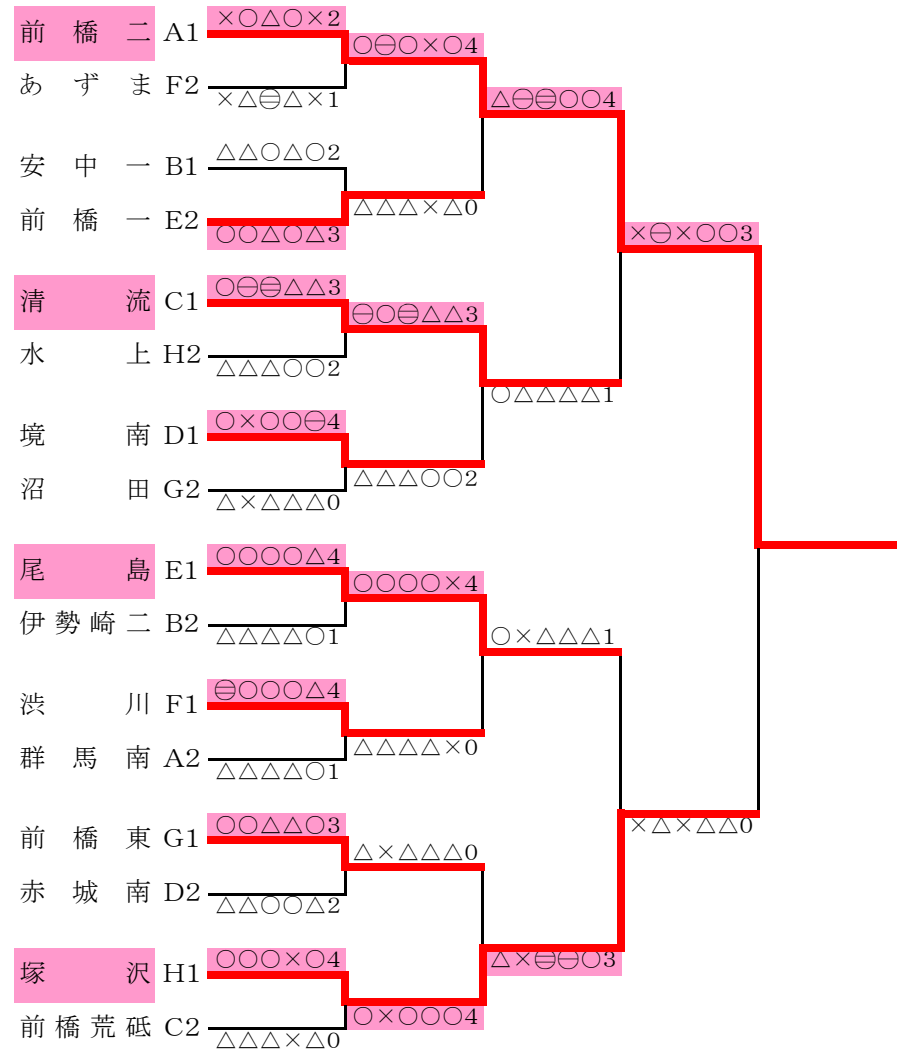 前橋二 A1 ×○△○×2
○⊖○×○4
あずま F2 ×△⊜△×1
△⊖⊜○○4
安中一 B1 △△○△○2
前橋一 E2 ○○△○△3
△△△×△0
×⊖×○○3
清流 C1 ○⊖⊜△△3
⊖○⊜△△3
水上 H2 △△△○○2
○△△△△1
境南 D1 ○×○○⊖4
沼田 G2 △×△△△0
△△△○○2
尾島 E1 ○○○○△4
○○○○×4
伊勢崎二 B2 △△△△○1
○×△△△1
渋川 F1 ⊜○○○△4
群馬南 A2 △△△△○1
△△△△×0
前橋東 G1 ○○△△○3
△×△△△0
×△×△△0
赤城南 D2 △△○○△2
塚沢 H1 ○○○×○4
△×⊜⊖○3
前橋荒砥 C2 △△△×△0
○×○○○4